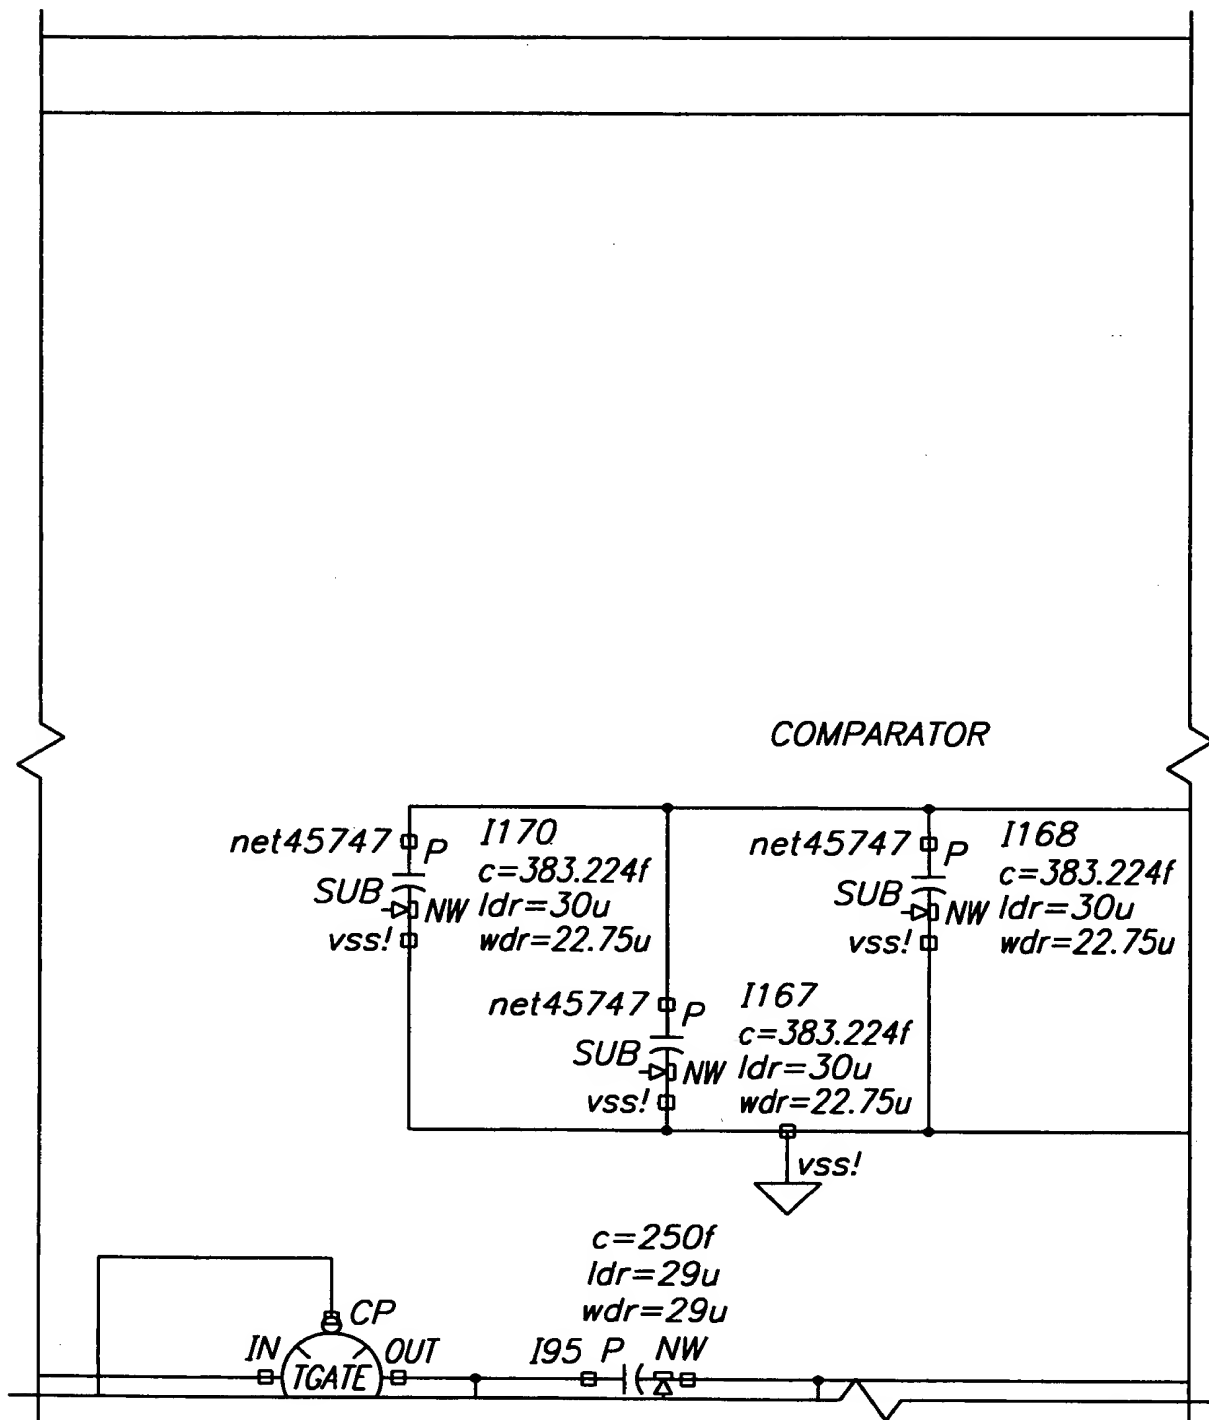 COMPARATOR
net45747 P I170
c=383.224f
SUB NW ldr=30u
vss! wdr=22.75u
net45747 P I168
c=383.224f
SUB NW ldr=30u
vss! wdr=22.75u
net45747 P I167
c=383.224f
SUB NW ldr=30u
vss! wdr=22.75u
vss!
c=250f
ldr=29u
wdr=29u
CP
IN OUT I95 P NW
TGATE